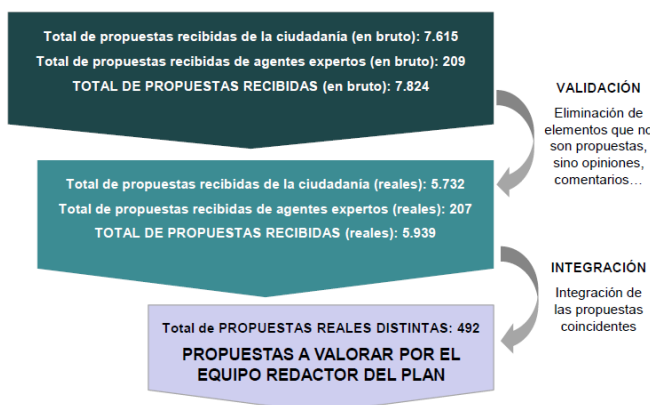 Total de propuestas recibidas de la ciudadanía (en bruto): 7.615
Total de propuestas recibidas de agentes expertos (en bruto): 209
TOTAL DE PROPUESTAS RECIBIDAS (en bruto): 7.824
VALIDACIÓN
Eliminación de
elementos que no
son propuestas,
sino opiniones,
comentarios…
Total de propuestas recibidas de la ciudadanía (reales): 5.732
Total de propuestas recibidas de agentes expertos (reales): 207
TOTAL DE PROPUESTAS RECIBIDAS (reales): 5.939
INTEGRACIÓN
Integración de
las propuestas
coincidentes
Total de PROPUESTAS REALES DISTINTAS: 492
PROPUESTAS A VALORAR POR EL
EQUIPO REDACTOR DEL PLAN